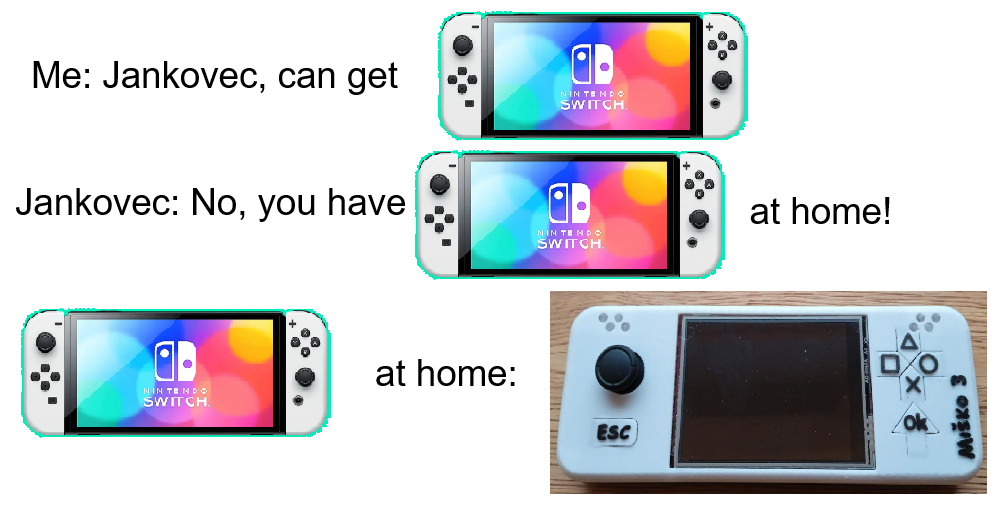 Me: Jankovec, can get
NINTENDO
SWITCH.
Jankovec: No, you have
NINTENDO
SWITCH.
at home!
NINTENDO
SWITCH.
at home:
ESC
Ok
MIŠKO 3